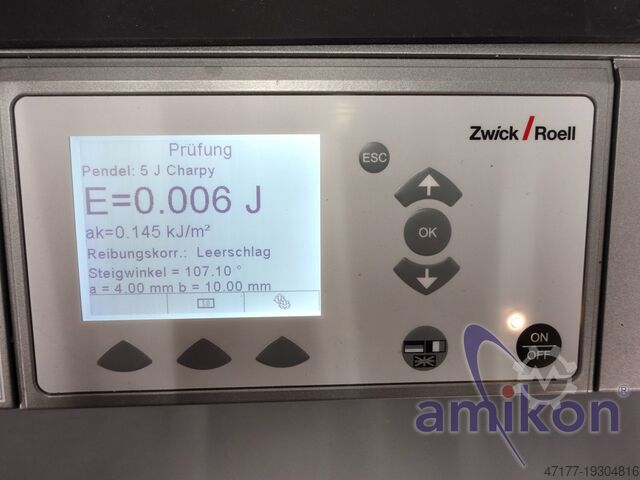 Prüfung
Pendel: 5 J Charpy
E=0.006 J
ak=0.145 kJ/m²
Reibungskorr.: Leerschlag
Steigwinkel = 107.10 °
a = 4.00 mm b = 10.00 mm
Zwick / Roell
ESC
OK
ON
OFF
amikon®
47177-19304816